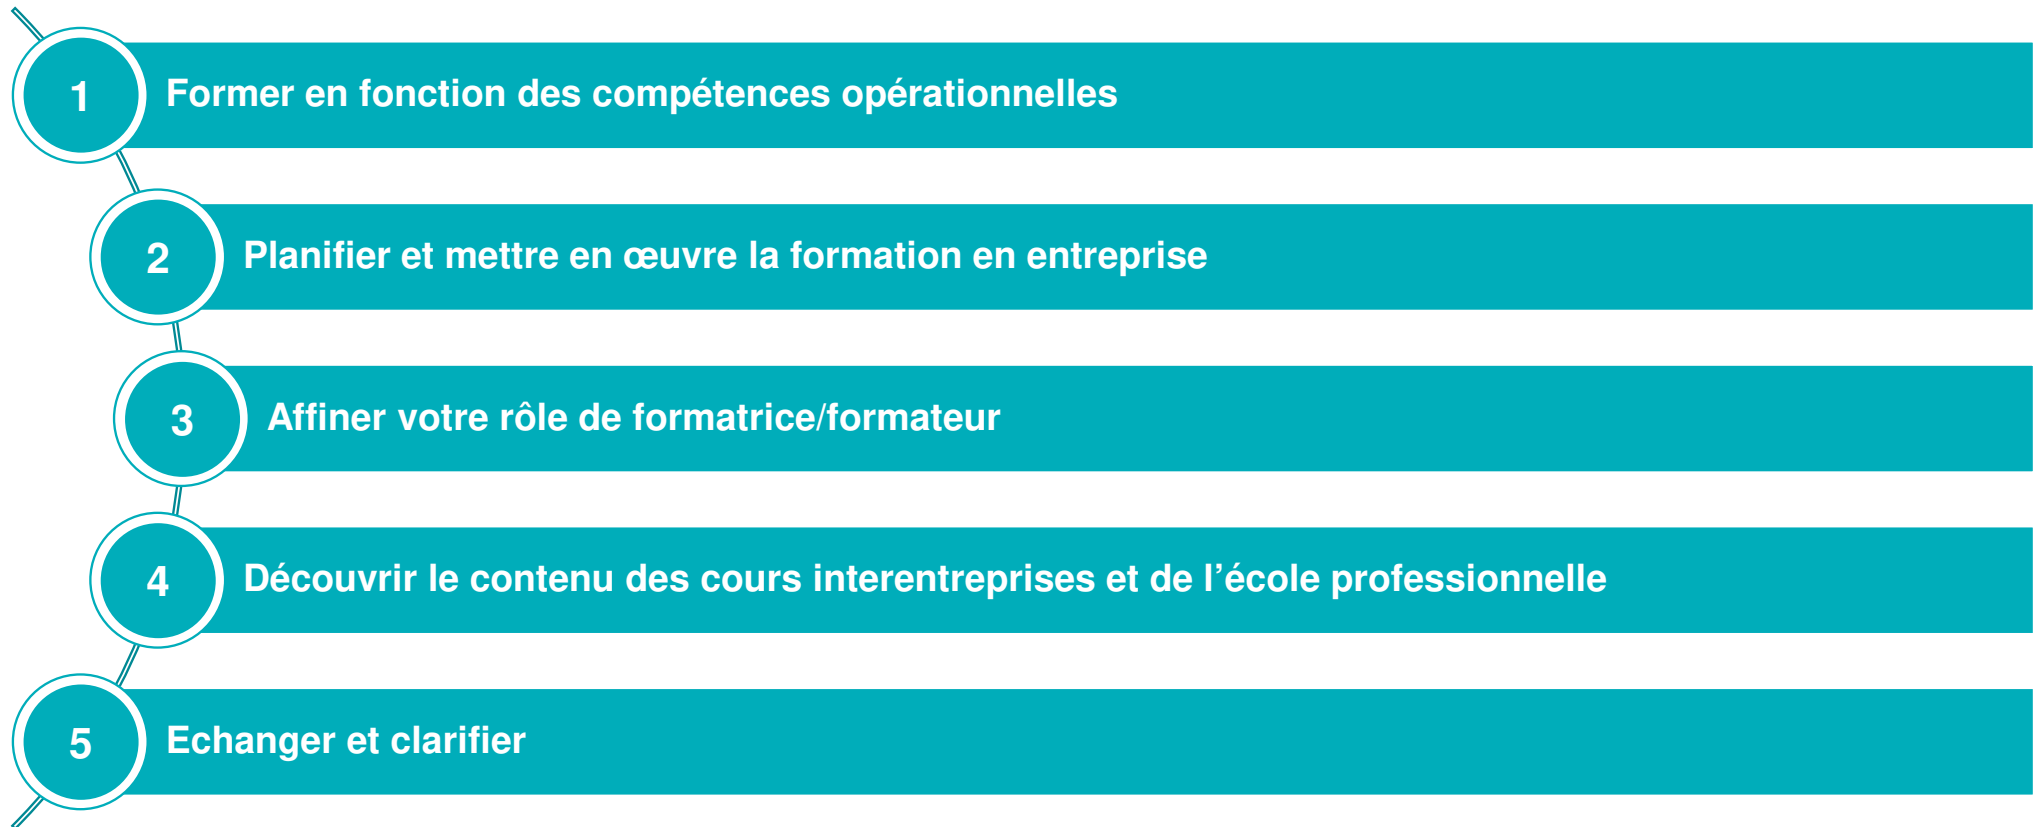 1 Former en fonction des compétences opérationnelles
2 Planifier et mettre en œuvre la formation en entreprise
3 Affiner votre rôle de formatrice/formateur
4 Découvrir le contenu des cours interentreprises et de l’école professionnelle
5 Echanger et clarifier